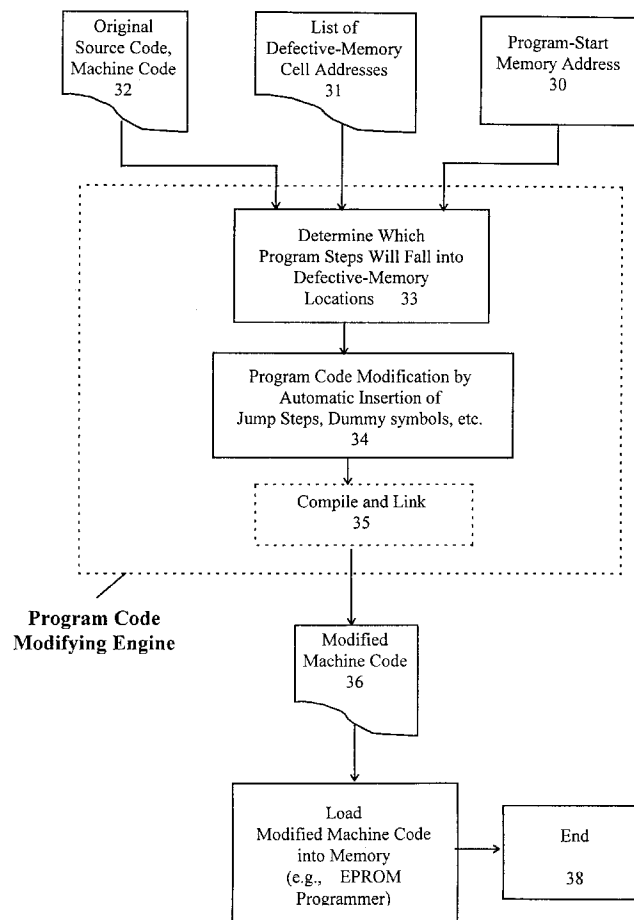 Original
Source Code,
Machine Code
32
List of
Defective-Memory
Cell Addresses
31
Program-Start
Memory Address
30
Determine Which
Program Steps Will Fall into
Defective-Memory
Locations 33
Program Code Modification by
Automatic Insertion of
Jump Steps, Dummy symbols, etc.
34
Compile and Link
35
Program Code
Modifying Engine
Modified
Machine Code
36
Load
Modified Machine Code
into Memory
(e.g., EPROM
Programmer)
End
38